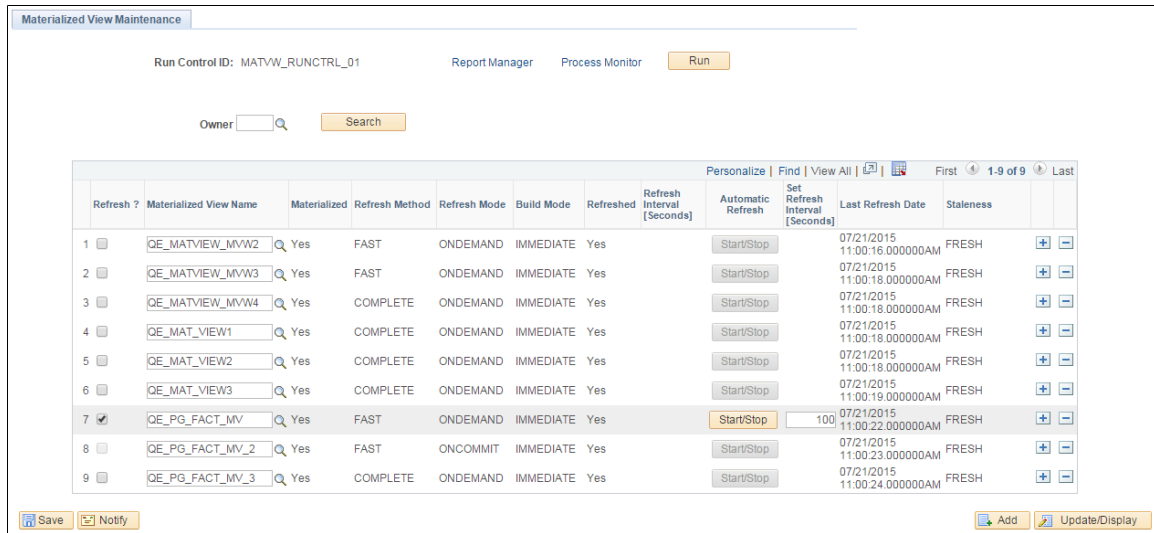 Materialized View Maintenance
Run Control ID: MATVW_RUNCTRL_01 Report Manager Process Monitor Run
Owner Search
Personalize | Find | View All | | First 1-9 of 9 Last
Refresh ? Materialized View Name Materialized Refresh Method Refresh Mode Build Mode Refreshed Refresh Interval [Seconds] Automatic Refresh Set Refresh Interval [Seconds] Last Refresh Date Staleness
1 QE_MATVIEW_MVW2 Yes FAST ONDEMAND IMMEDIATE Yes Start/Stop 07/21/2015 11:00:16.000000AM FRESH
2 QE_MATVIEW_MVW3 Yes FAST ONDEMAND IMMEDIATE Yes Start/Stop 07/21/2015 11:00:18.000000AM FRESH
3 QE_MATVIEW_MVW4 Yes COMPLETE ONDEMAND IMMEDIATE Yes Start/Stop 07/21/2015 11:00:18.000000AM FRESH
4 QE_MAT_VIEW1 Yes COMPLETE ONDEMAND IMMEDIATE Yes Start/Stop 07/21/2015 11:00:18.000000AM FRESH
5 QE_MAT_VIEW2 Yes COMPLETE ONDEMAND IMMEDIATE Yes Start/Stop 07/21/2015 11:00:18.000000AM FRESH
6 QE_MAT_VIEW3 Yes COMPLETE ONDEMAND IMMEDIATE Yes Start/Stop 07/21/2015 11:00:19.000000AM FRESH
7 QE_PG_FACT_MV Yes FAST ONDEMAND IMMEDIATE Yes Start/Stop 100 07/21/2015 11:00:22.000000AM FRESH
8 QE_PG_FACT_MV_2 Yes FAST ONCOMMIT IMMEDIATE Yes Start/Stop 07/21/2015 11:00:23.000000AM FRESH
9 QE_PG_FACT_MV_3 Yes COMPLETE ONDEMAND IMMEDIATE Yes Start/Stop 07/21/2015 11:00:24.000000AM FRESH
Save Notify Add Update/Display